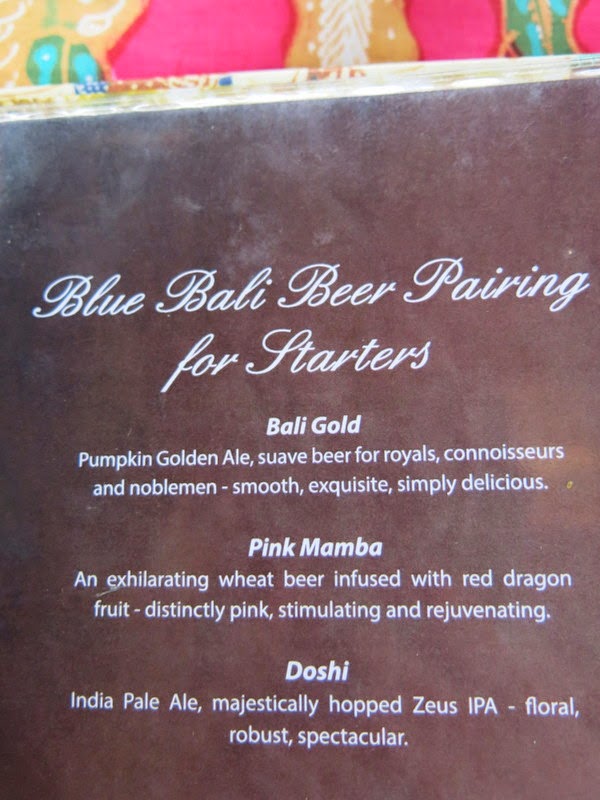 Blue Bali Beer Pairing
for Starters
Bali Gold
Pumpkin Golden Ale, suave beer for royals, connoisseurs
and noblemen - smooth, exquisite, simply delicious.
Pink Mamba
An exhilarating wheat beer infused with red dragon
fruit - distinctly pink, stimulating and rejuvenating.
Doshi
India Pale Ale, majestically hopped Zeus IPA - floral,
robust, spectacular.